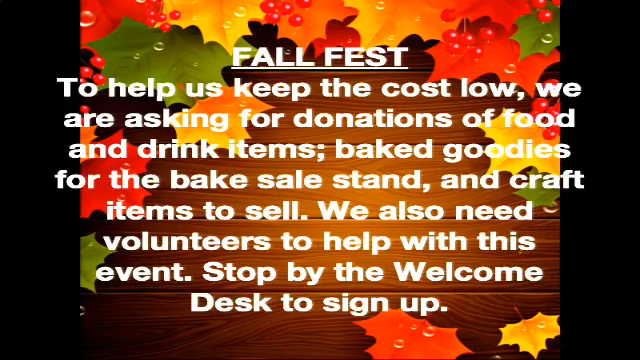 FALL FEST
To help us keep the cost low, we
are asking for donations of food
and drink items; baked goodies
for the bake sale stand, and craft
items to sell. We also need
volunteers to help with this
event. Stop by the Welcome
Desk to sign up.